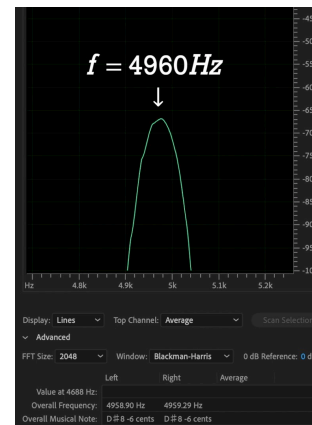 f = 4960Hz
↓
-45
-50
-55
-60
-65
-70
-75
-80
-85
-90
-95
-10
Hz 4.8k 4.9k 5k 5.1k 5.2k
Display: Lines Top Channel: Average Scan Selection
Advanced
FFT Size: 2048 Window: Blackman-Harris 0 dB Reference: 0 d
Left Right Average
Value at 4688 Hz:
Overall Frequency: 4958.90 Hz 4959.29 Hz
Overall Musical Note: D♯8 -6 cents D♯8 -6 cents